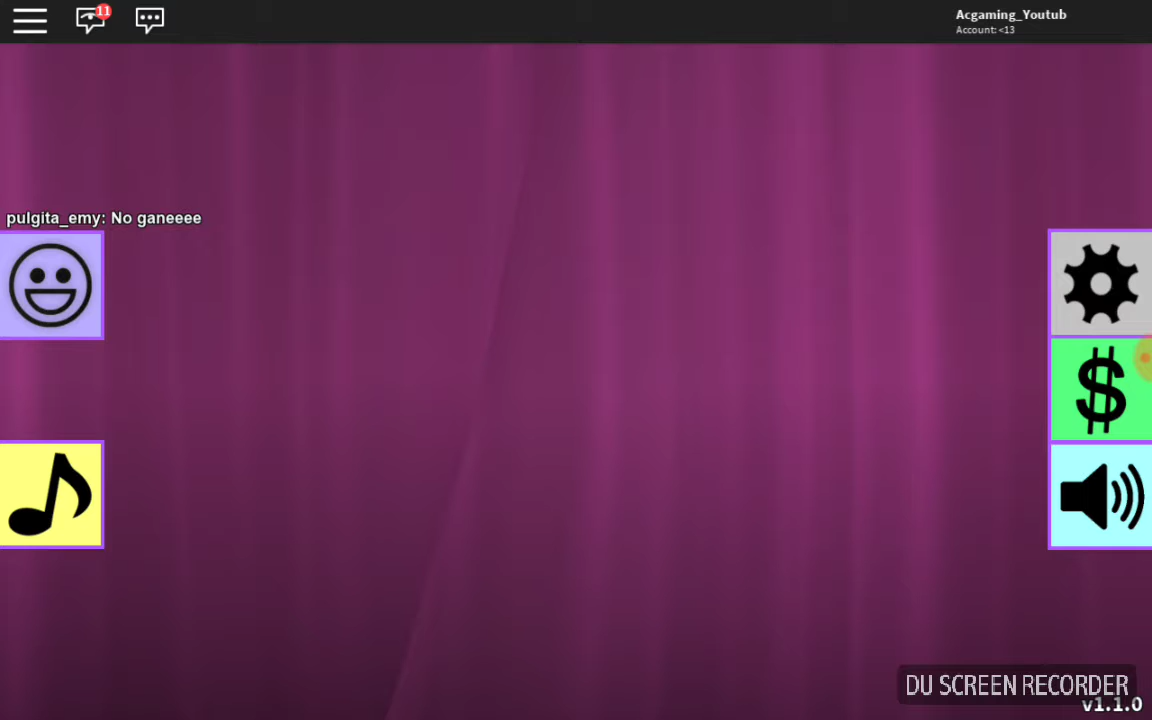 11
Acgaming_Youtub
Account: <13
pulgita_emy: No ganeeee
$
DU SCREEN RECORDER
v1.1.0